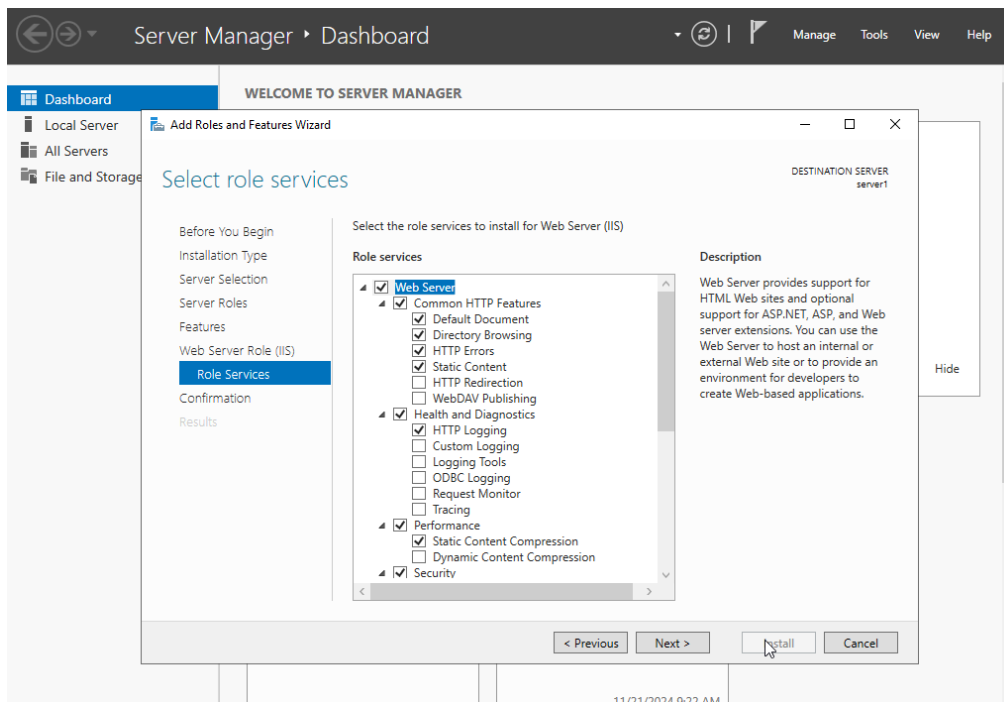 Server Manager ‣ Dashboard
Manage Tools View Help
Dashboard
Local Server
All Servers
File and Storage
WELCOME TO SERVER MANAGER
Add Roles and Features Wizard
Select role services
DESTINATION SERVER
server1
Before You Begin
Installation Type
Server Selection
Server Roles
Features
Web Server Role (IIS)
Role Services
Confirmation
Results
Select the role services to install for Web Server (IIS)
Role services
Web Server
Common HTTP Features
Default Document
Directory Browsing
HTTP Errors
Static Content
HTTP Redirection
WebDAV Publishing
Health and Diagnostics
HTTP Logging
Custom Logging
Logging Tools
ODBC Logging
Request Monitor
Tracing
Performance
Static Content Compression
Dynamic Content Compression
Security
Description
Web Server provides support for
HTML Web sites and optional
support for ASP.NET, ASP, and Web
server extensions. You can use the
Web Server to host an internal or
external Web site or to provide an
environment for developers to
create Web-based applications.
Hide
< Previous
Next >
Install
Cancel
11/21/2024 9:22 AM